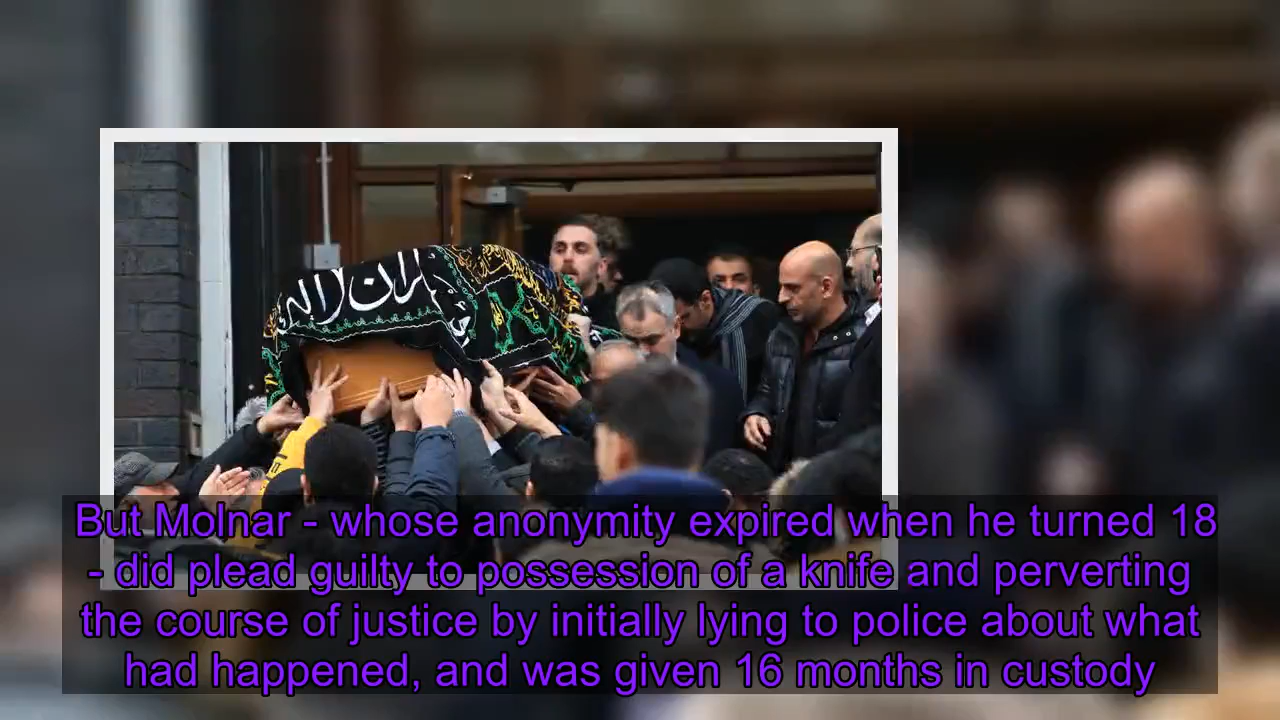 But Molnar - whose anonymity expired when he turned 18
- did plead guilty to possession of a knife and perverting
the course of justice by initially lying to police about what
had happened, and was given 16 months in custody